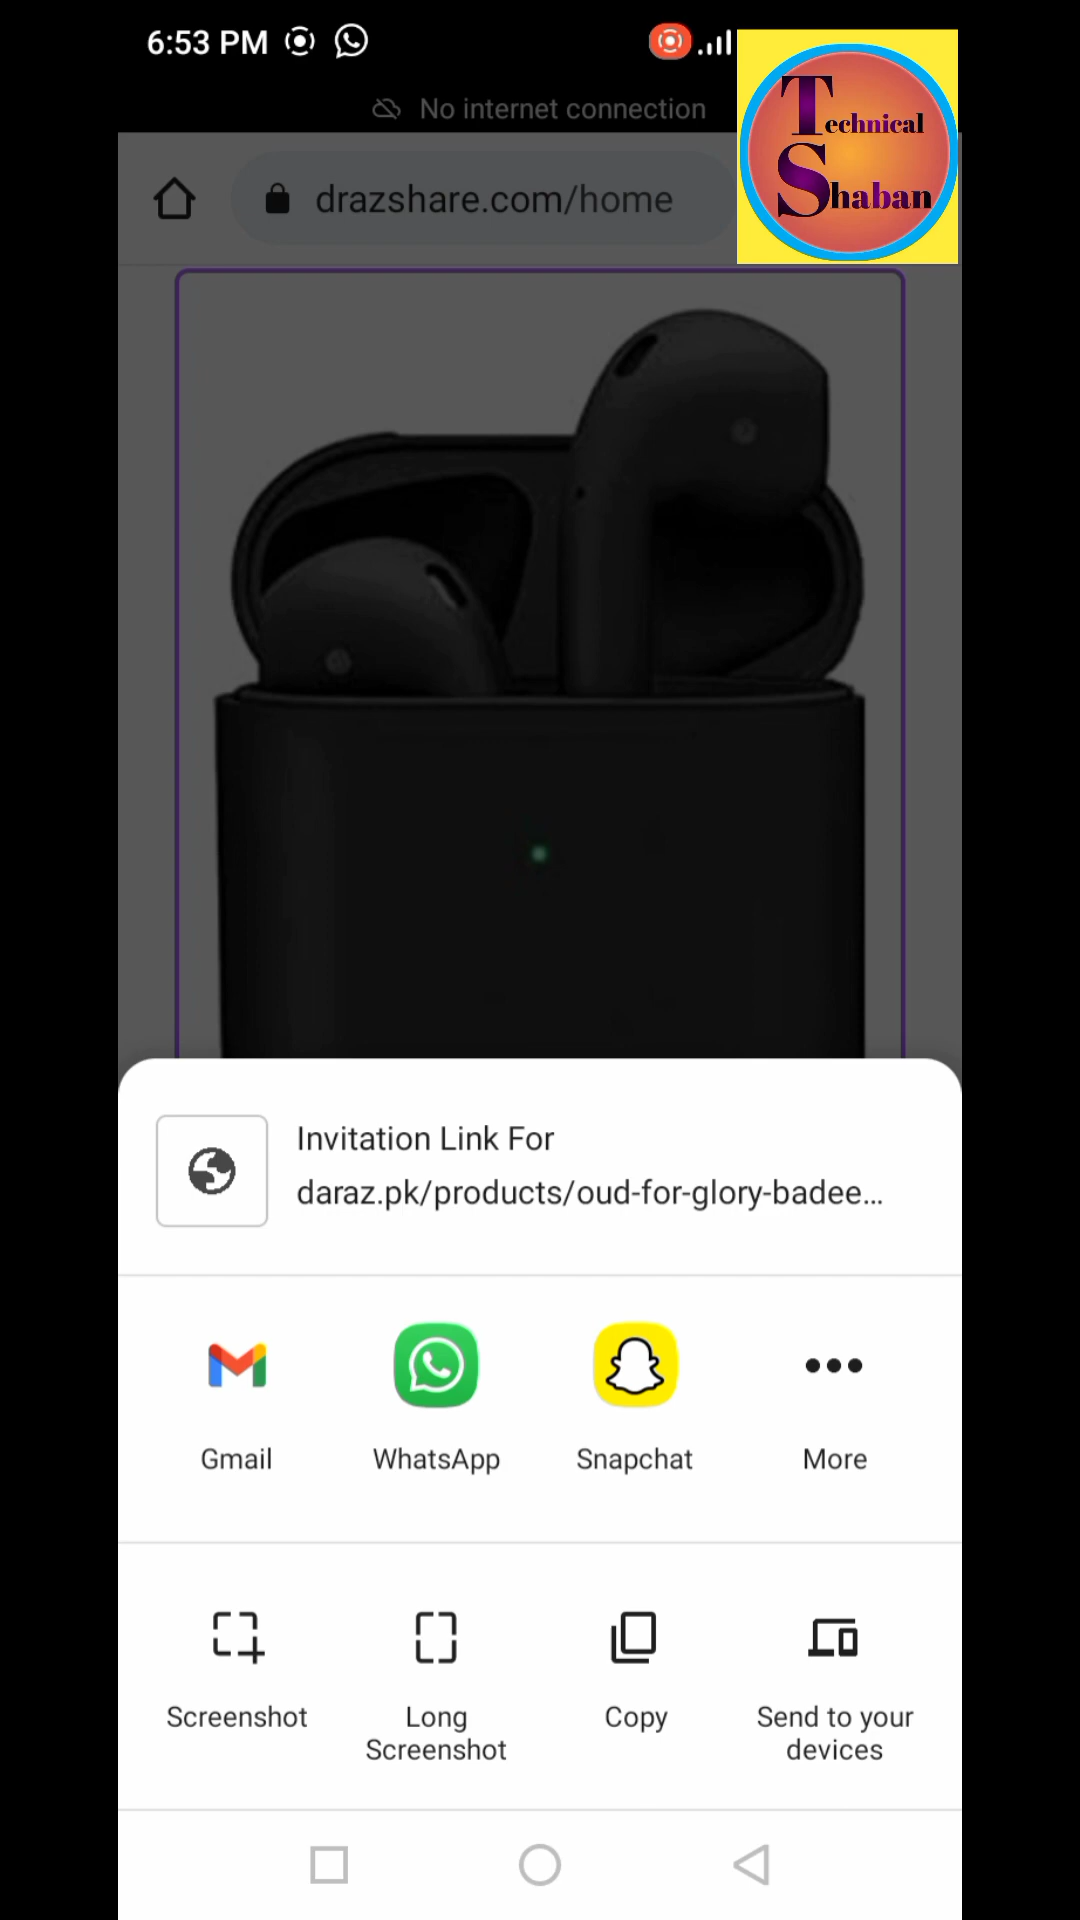 6:53 PM
No internet connection
drazshare.com/home
Technical
Shaban
Invitation Link For
daraz.pk/products/oud-for-glory-badee...
Gmail
WhatsApp
Snapchat
More
Screenshot
Long
Screenshot
Copy
Send to your
devices